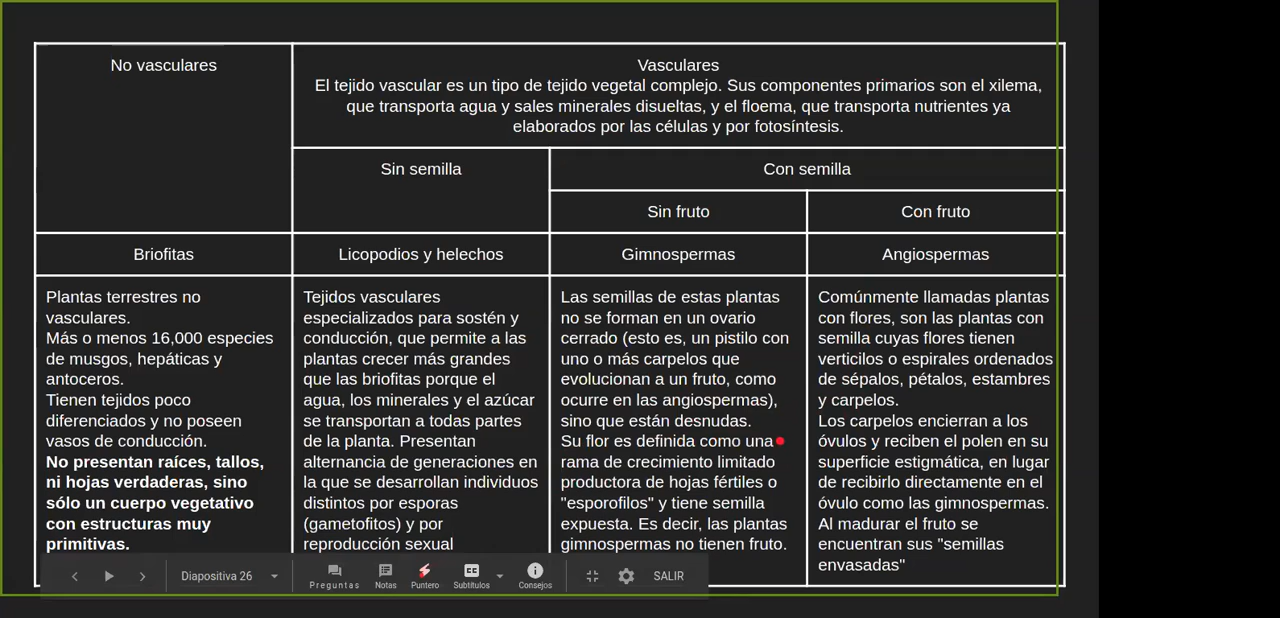 No vasculares
Vasculares
El tejido vascular es un tipo de tejido vegetal complejo. Sus componentes primarios son el xilema,
que transporta agua y sales minerales disueltas, y el floema, que transporta nutrientes ya
elaborados por las células y por fotosíntesis.
Sin semilla
Con semilla
Sin fruto
Con fruto
Briofitas
Licopodios y helechos
Gimnospermas
Angiospermas
Plantas terrestres no
vasculares.
Más o menos 16,000 especies
de musgos, hepáticas y
antoceros.
Tienen tejidos poco
diferenciados y no poseen
vasos de conducción.
No presentan raíces, tallos,
ni hojas verdaderas, sino
sólo un cuerpo vegetativo
con estructuras muy
primitivas.
Tejidos vasculares
especializados para sostén y
conducción, que permite a las
plantas crecer más grandes
que las briofitas porque el
agua, los minerales y el azúcar
se transportan a todas partes
de la planta. Presentan
alternancia de generaciones en
la que se desarrollan individuos
distintos por esporas
(gametofitos) y por
reproducción sexual
Las semillas de estas plantas
no se forman en un ovario
cerrado (esto es, un pistilo con
uno o más carpelos que
evolucionan a un fruto, como
ocurre en las angiospermas),
sino que están desnudas.
Su flor es definida como una
rama de crecimiento limitado
productora de hojas fértiles o
"esporofilos" y tiene semilla
expuesta. Es decir, las plantas
gimnospermas no tienen fruto.
Comúnmente llamadas plantas
con flores, son las plantas con
semilla cuyas flores tienen
verticilos o espirales ordenados
de sépalos, pétalos, estambres
y carpelos.
Los carpelos encierran a los
óvulos y reciben el polen en su
superficie estigmática, en lugar
de recibirlo directamente en el
óvulo como las gimnospermas.
Al madurar el fruto se
encuentran sus "semillas
envasadas"
Diapositiva 26
Preguntas
Notas
Puntero
CC
Subtítulos
Consejos
SALIR